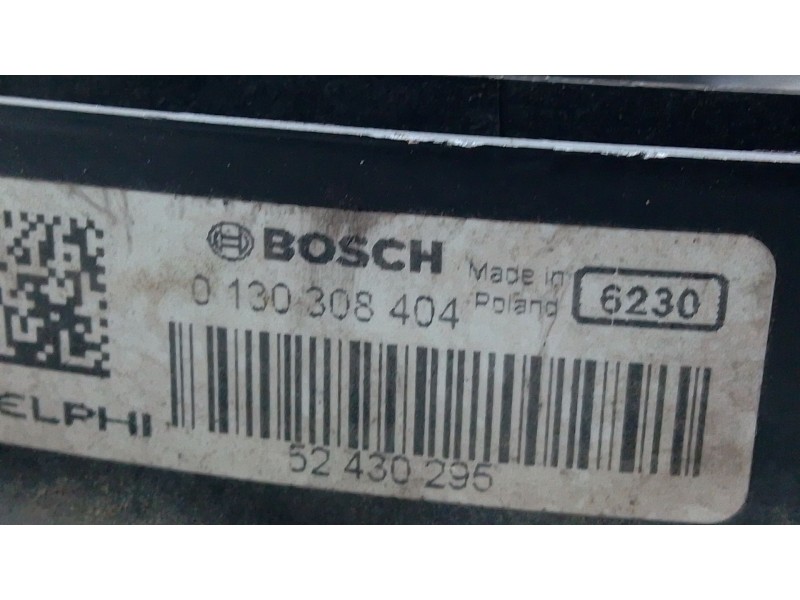 BOSCH
0 130 308 404
Made in
Poland
6230
ELPHI
52 430 295